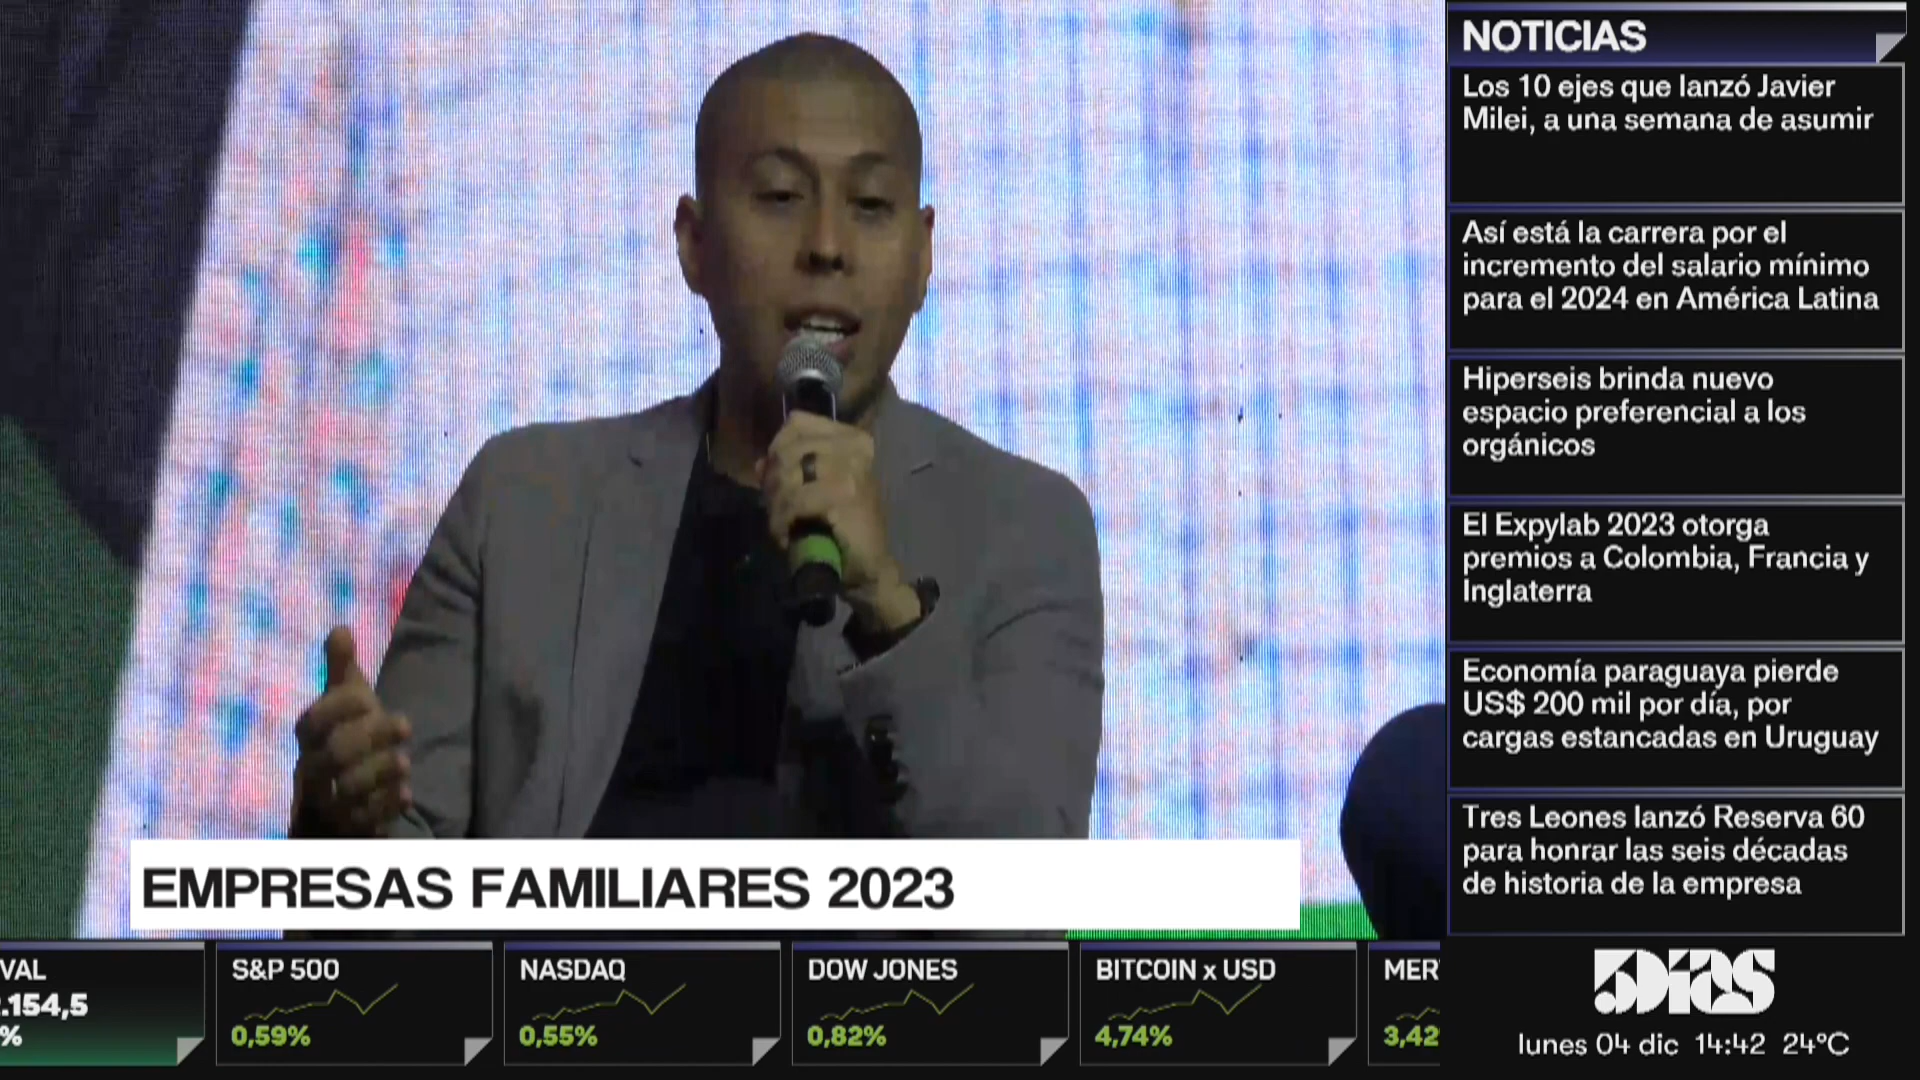 NOTICIAS
Los 10 ejes que lanzó Javier
Milei, a una semana de asumir
Así está la carrera por el
incremento del salario mínimo
para el 2024 en América Latina
Hiperseis brinda nuevo
espacio preferencial a los
orgánicos
El Expylab 2023 otorga
premios a Colombia, Francia y
Inglaterra
Economía paraguaya pierde
US$ 200 mil por día, por
cargas estancadas en Uruguay
Tres Leones lanzó Reserva 60
para honrar las seis décadas
de historia de la empresa
EMPRESAS FAMILIARES 2023
VAL
.154,5
%
S&P 500
0,59%
NASDAQ
0,55%
DOW JONES
0,82%
BITCOIN x USD
4,74%
MER
3,42
5DIAS
lunes 04 dic 14:42 24°C